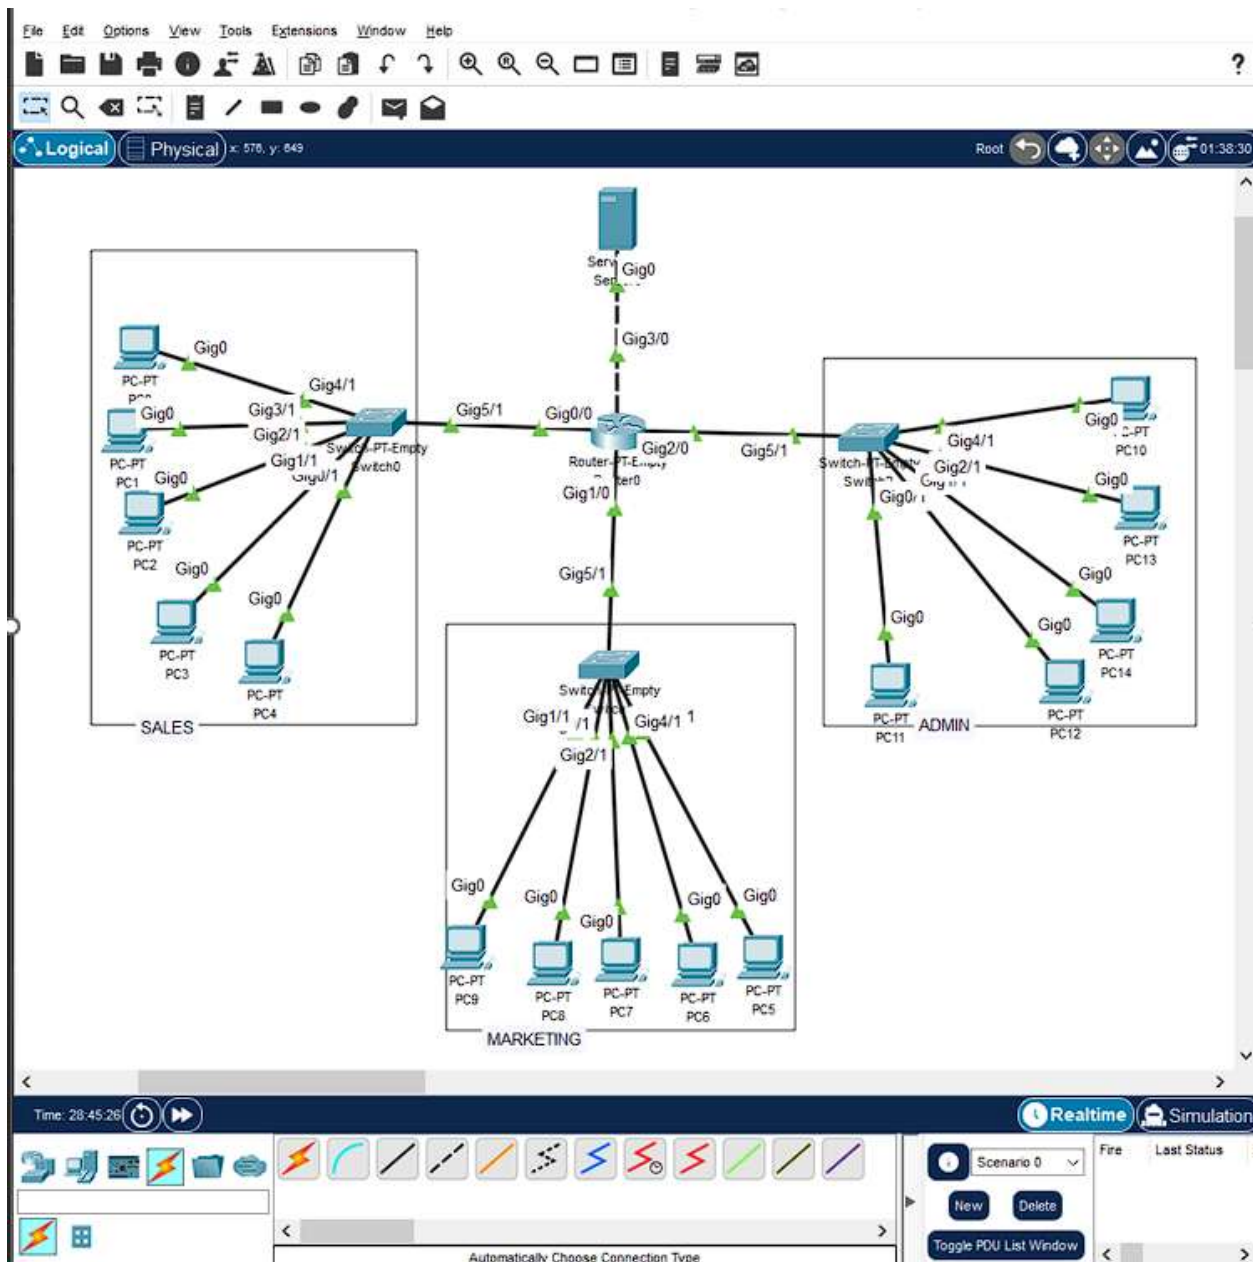 File Edit Options View Tools Extensions Window Help
?
Logical Physical x: 576, y: 649 Root 01:38:30
Gig0
Gig3/0
Gig0
PC-PT
Gig4/1
Gig0
Gig3/1
Gig2/1
Gig1/1
PC-PT
PC1
Gig0
PC-PT
PC2
Gig0
PC-PT
PC3
Gig0
PC-PT
PC4
Switch0
Gig5/1
Gig0/0
Gig2/0
Gig1/0
Gig5/1
Gig5/1
Gig4/1
Gig2/1
Gig0
PC10
Gig0
PC-PT
PC13
Gig0
PC-PT
PC14
Gig0
PC-PT
PC12
Gig0
PC-PT
PC11
SALES
ADMIN
Gig1/1
Gig4/1
Gig2/1
Gig0
PC-PT
PC9
Gig0
PC-PT
PC8
Gig0
PC-PT
PC7
Gig0
PC-PT
PC6
Gig0
PC-PT
PC5
MARKETING
Time: 28:45:26 Realtime Simulation
Scenario 0
New Delete
Toggle PDU List Window
Fire Last Status
Automatically Choose Connection Type